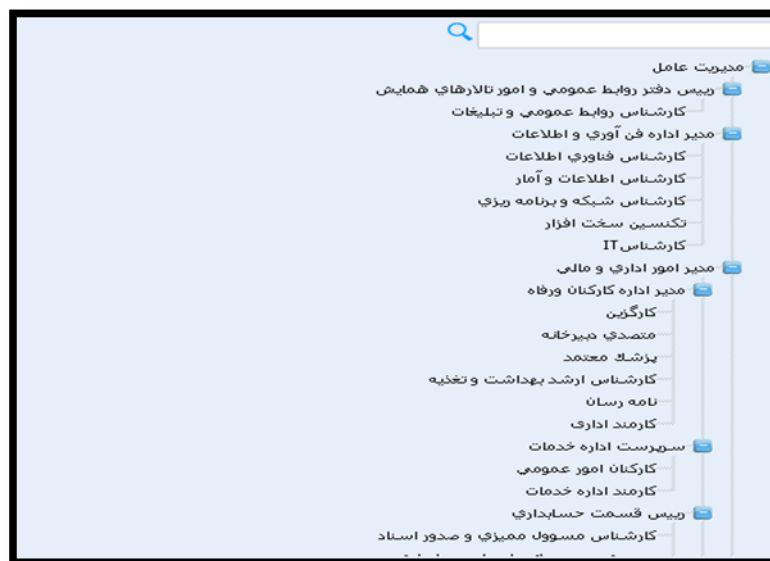 مديريت عامل
رييس دفتر روابط عمومي و امور تالارهاي همايش
كارشناس روابط عمومي و تبليغات
مدير اداره فن آوري و اطلاعات
كارشناس فناوري اطلاعات
كارشناس اطلاعات و آمار
كارشناس شبكه و برنامه ريزي
تكنسين سخت افزار
كارشناس IT
مدير امور اداري و مالي
مدير اداره كاركنان ورفاه
كارگزين
متصدي دبيرخانه
پزشك معتمد
كارشناس ارشد بهداشت و تغذيه
نامه رسان
كارمند اداری
سرپرست اداره خدمات
كاركنان امور عمومي
كارمند اداره خدمات
رييس قسمت حسابداري
كارشناس مسوول مميزي و صدور اسناد